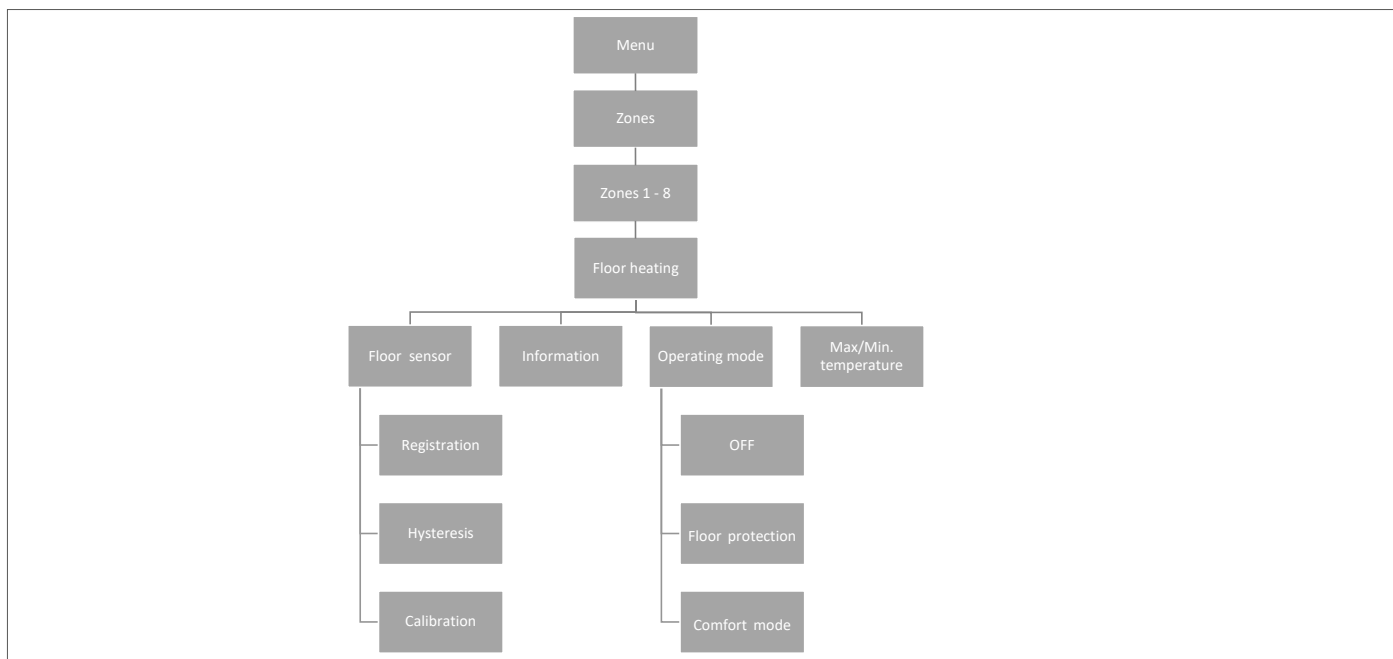 Menu
Zones
Zones 1 - 8
Floor heating
Floor sensor
Information
Operating mode
Max/Min.
temperature
Registration
OFF
Hysteresis
Floor protection
Calibration
Comfort mode